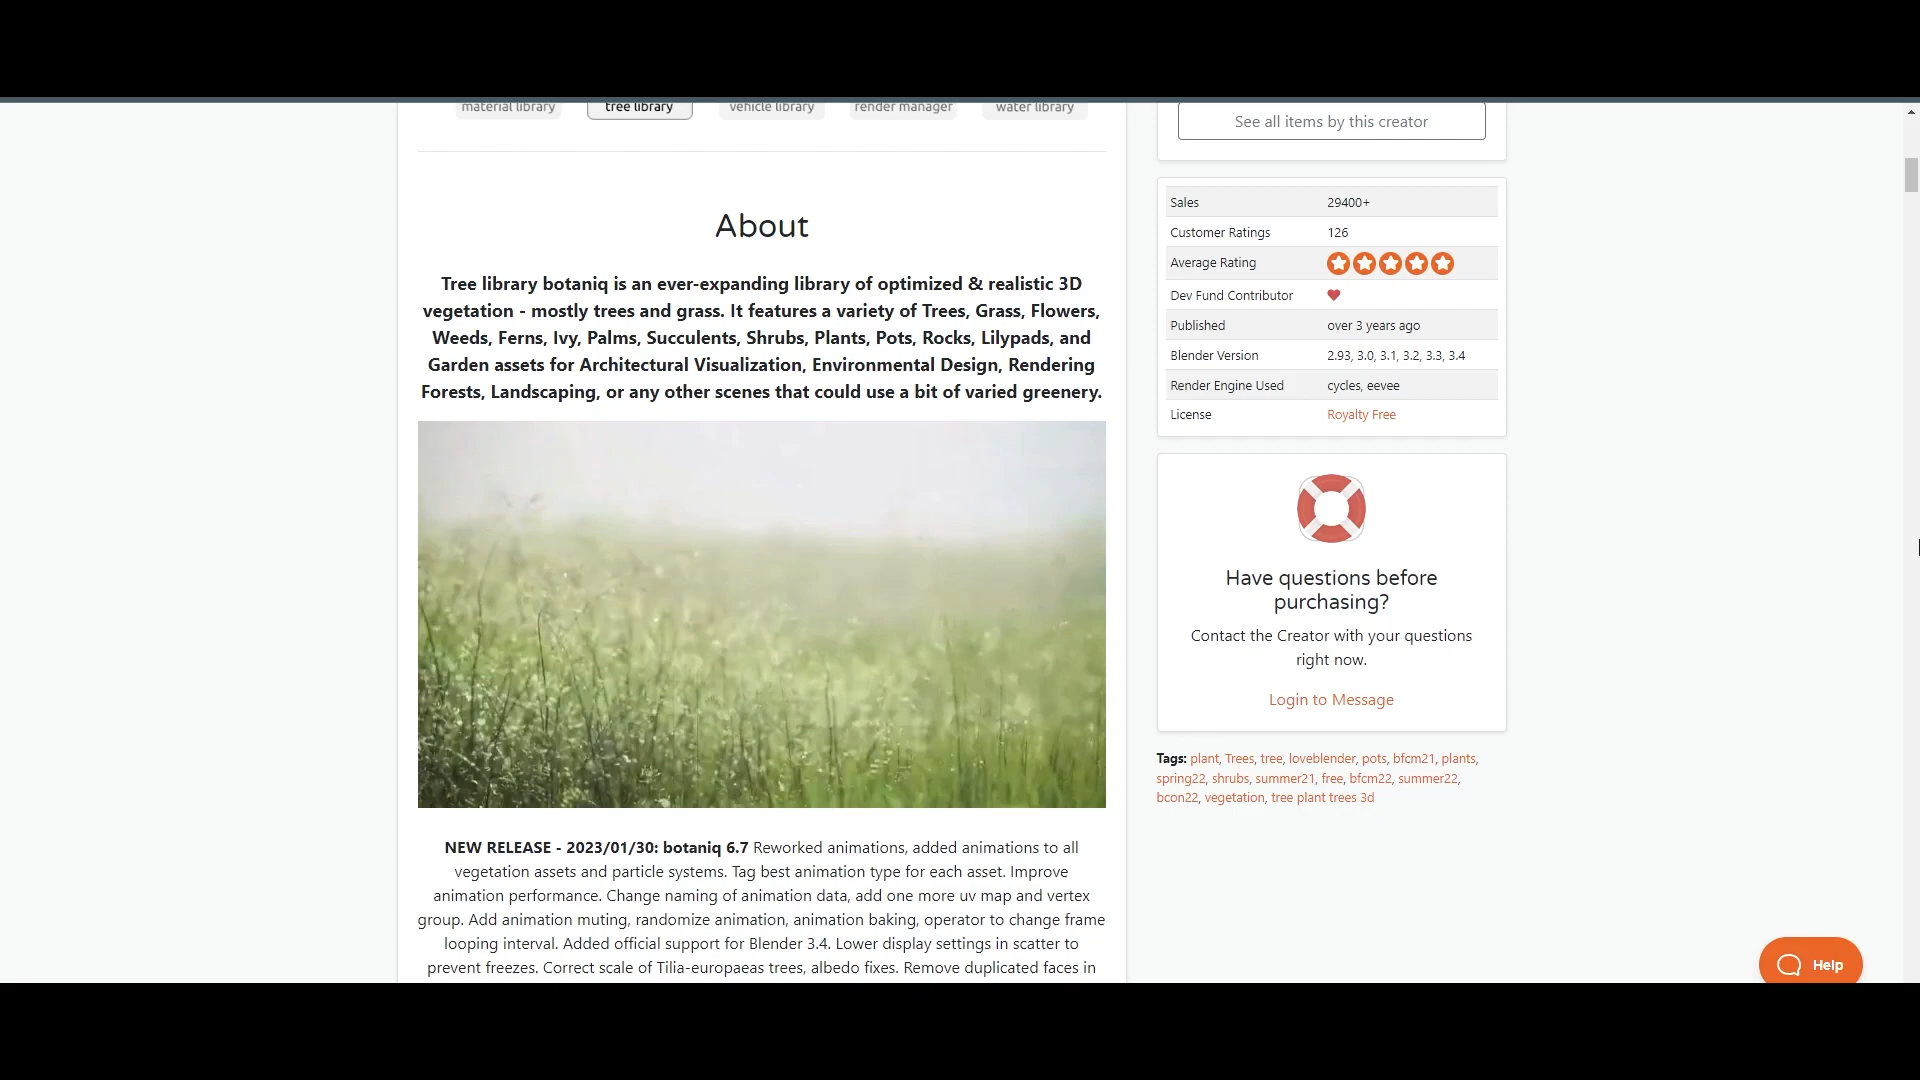 material library
tree library
vehicle library
render manager
water library
See all items by this creator
About
Tree library botaniq is an ever-expanding library of optimized & realistic 3D
vegetation - mostly trees and grass. It features a variety of Trees, Grass, Flowers,
Weeds, Ferns, Ivy, Palms, Succulents, Shrubs, Plants, Pots, Rocks, Lilypads, and
Garden assets for Architectural Visualization, Environmental Design, Rendering
Forests, Landscaping, or any other scenes that could use a bit of varied greenery.
NEW RELEASE - 2023/01/30: botaniq 6.7 Reworked animations, added animations to all
vegetation assets and particle systems. Tag best animation type for each asset. Improve
animation performance. Change naming of animation data, add one more uv map and vertex
group. Add animation muting, randomize animation, animation baking, operator to change frame
looping interval. Added official support for Blender 3.4. Lower display settings in scatter to
prevent freezes. Correct scale of Tilia-europaeas trees, albedo fixes. Remove duplicated faces in
Sales 29400+
Customer Ratings 126
Average Rating
Dev Fund Contributor
Published over 3 years ago
Blender Version 2.93, 3.0, 3.1, 3.2, 3.3, 3.4
Render Engine Used cycles, eevee
License Royalty Free
Have questions before
purchasing?
Contact the Creator with your questions
right now.
Login to Message
Tags: plant, Trees, tree, loveblender, pots, bfcm21, plants,
spring22, shrubs, summer21, free, bfcm22, summer22,
bcon22, vegetation, tree plant trees 3d
Help